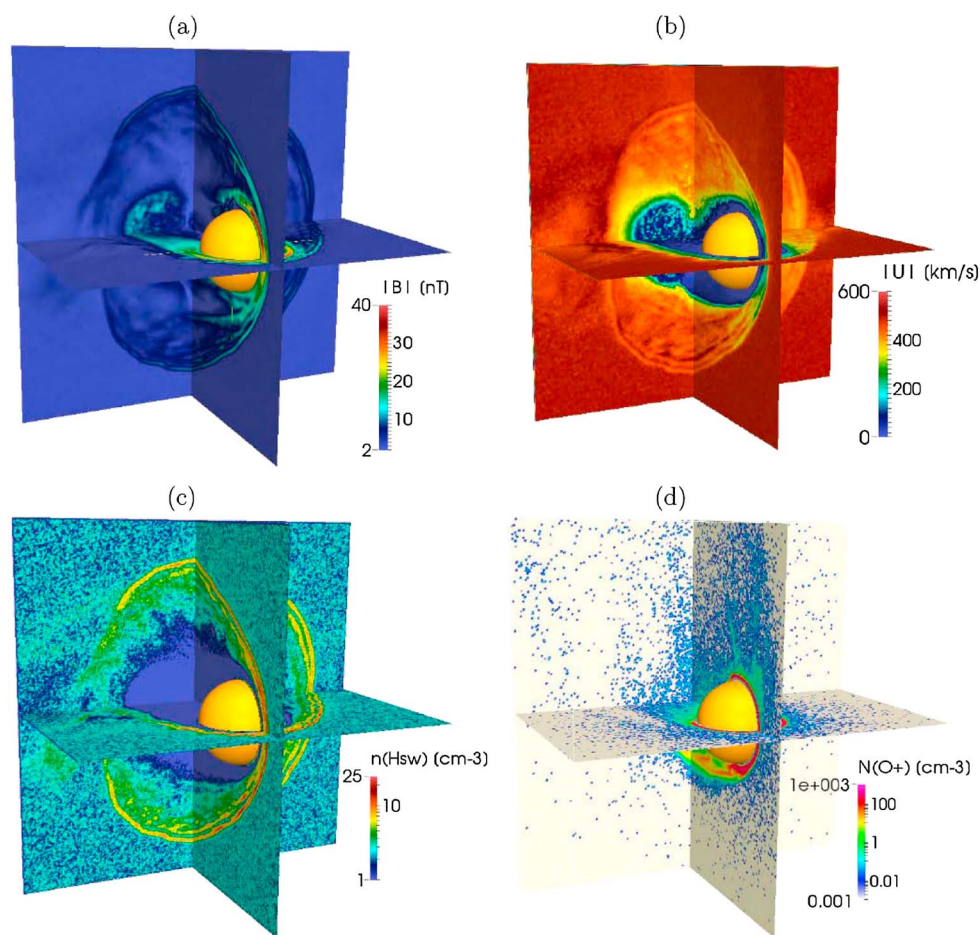 (a)
(b)
|B| (nT)
40
30
20
10
2
|U| (km/s)
600
400
200
0
(c)
(d)
n(Hsw) (cm-3)
25
10
1
N(O+) (cm-3)
1e+003
100
1
0.01
0.001